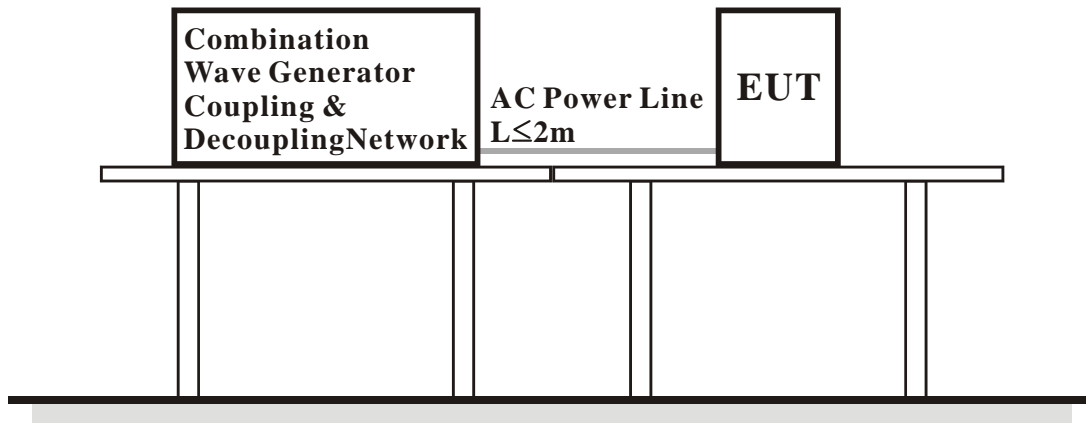 Combination
Wave Generator
Coupling &
DecouplingNetwork
AC Power Line
L≤2m
EUT